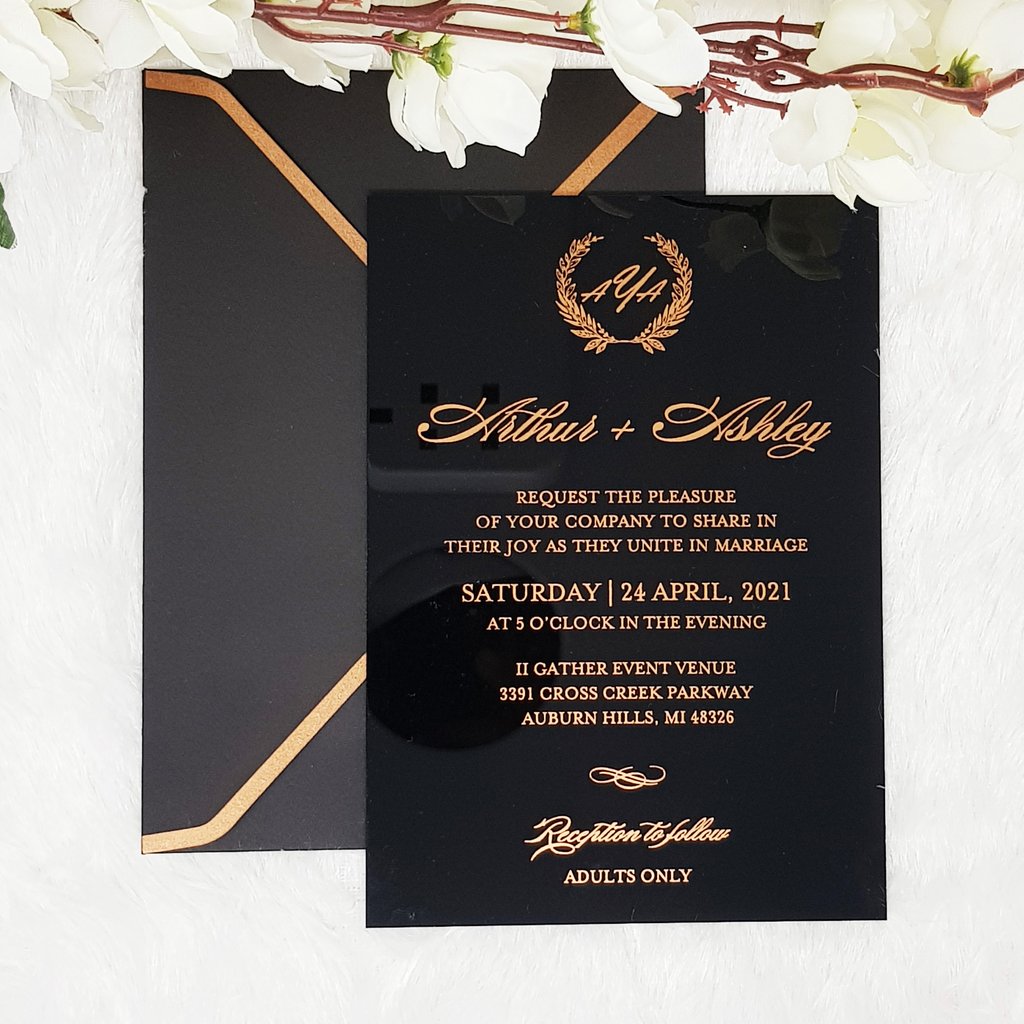 AYA
Arthur + Ashley
REQUEST THE PLEASURE
OF YOUR COMPANY TO SHARE IN
THEIR JOY AS THEY UNITE IN MARRIAGE
SATURDAY | 24 APRIL, 2021
AT 5 O'CLOCK IN THE EVENING
II GATHER EVENT VENUE
3391 CROSS CREEK PARKWAY
AUBURN HILLS, MI 48326
Reception to follow
ADULTS ONLY